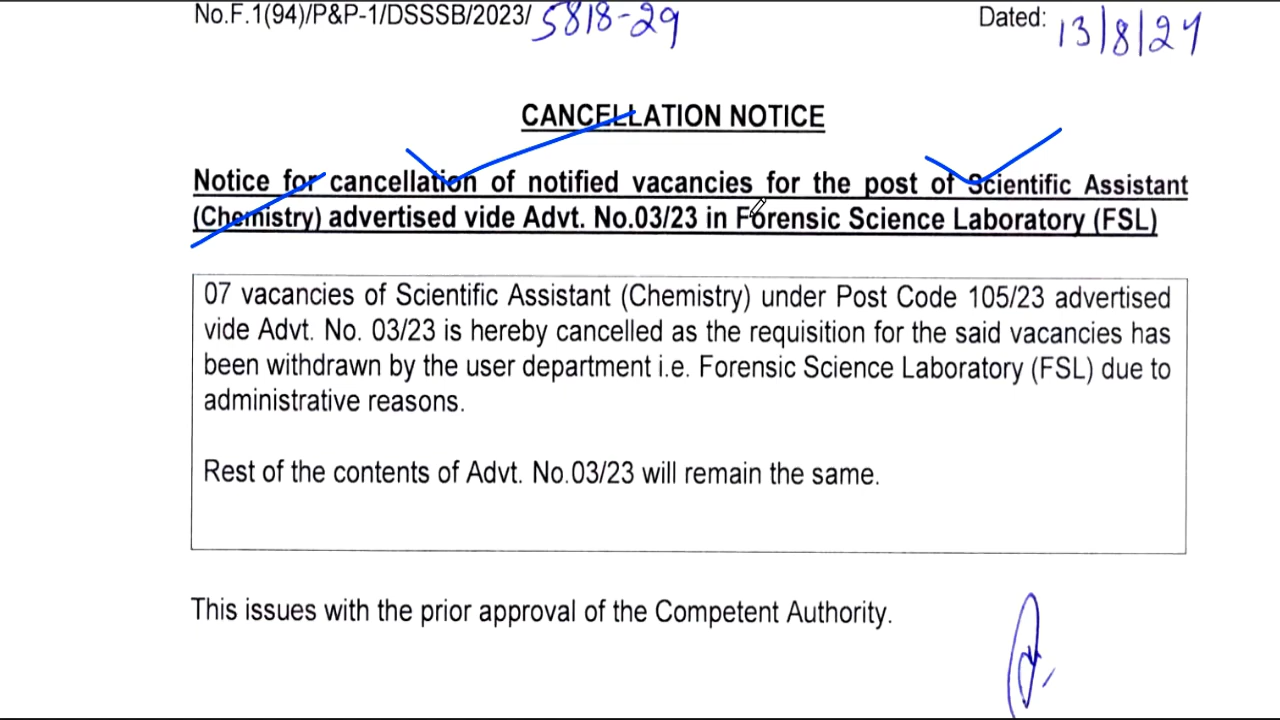 No.F.1(94)/P&P-1/DSSSB/2023/ 5818-29 Dated: 13/8/24
CANCELLATION NOTICE
Notice for cancellation of notified vacancies for the post of Scientific Assistant
(Chemistry) advertised vide Advt. No.03/23 in Forensic Science Laboratory (FSL)
07 vacancies of Scientific Assistant (Chemistry) under Post Code 105/23 advertised
vide Advt. No. 03/23 is hereby cancelled as the requisition for the said vacancies has
been withdrawn by the user department i.e. Forensic Science Laboratory (FSL) due to
administrative reasons.
Rest of the contents of Advt. No.03/23 will remain the same.
This issues with the prior approval of the Competent Authority.